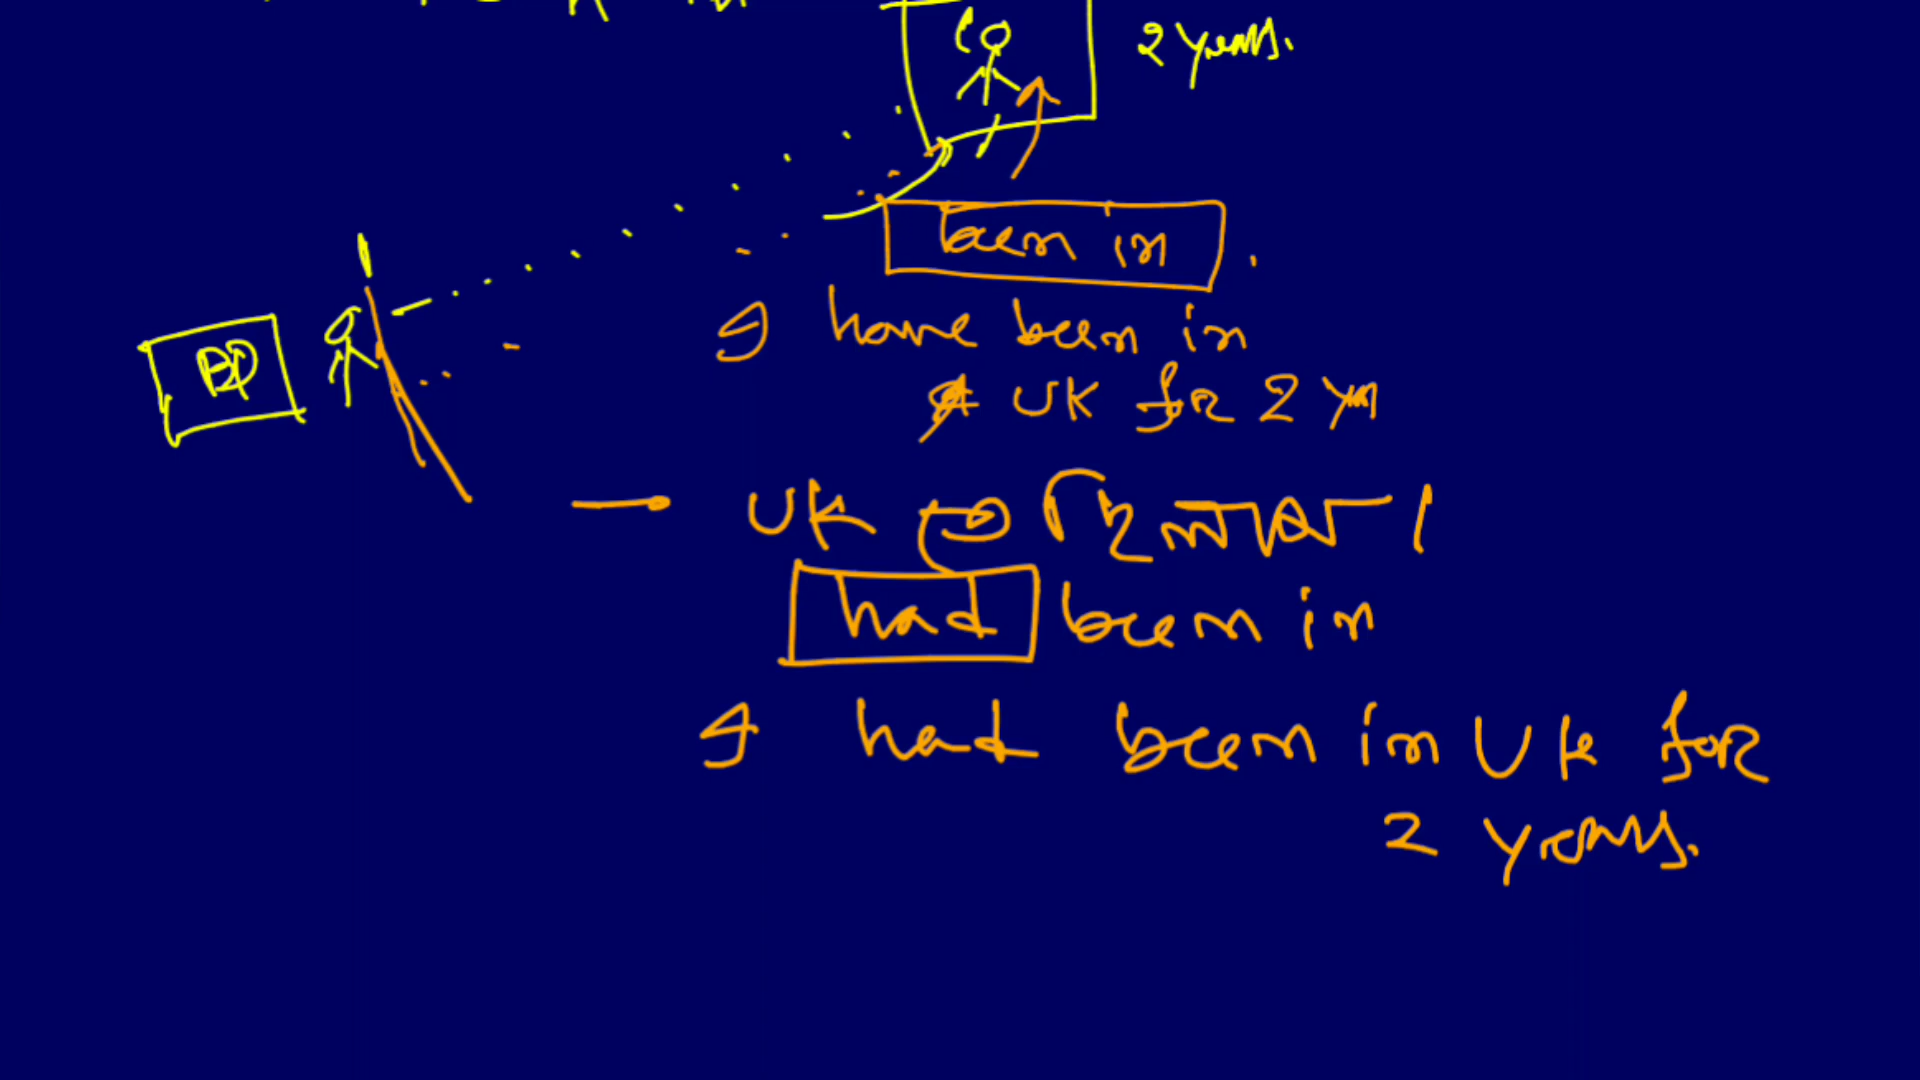 2 years.
been in .
BD
I have been in
UK for 2 yrs
— UK তে ছিলাম ।
had been in
I had been in UK for
2 years.